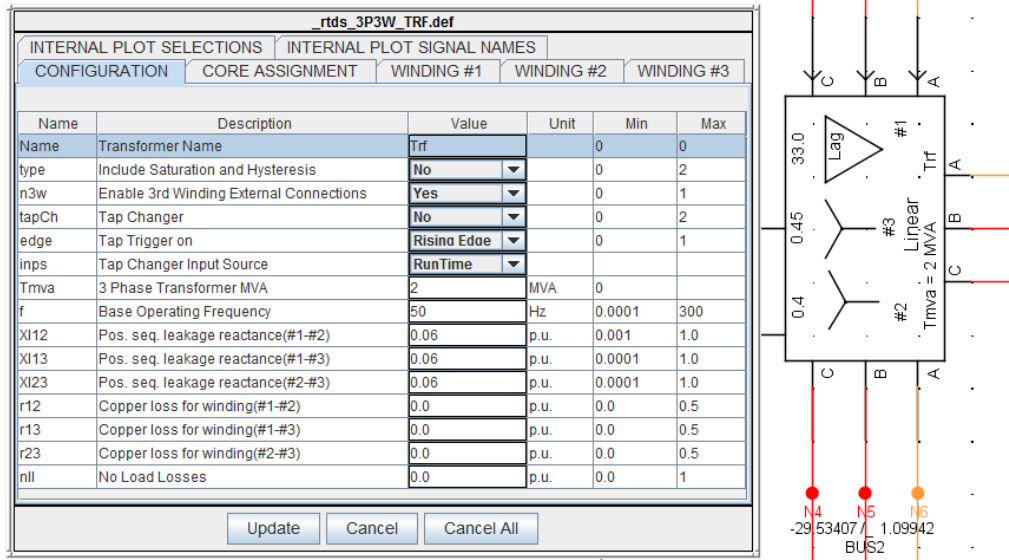 _rtds_3P3W_TRF.def
INTERNAL PLOT SELECTIONS INTERNAL PLOT SIGNAL NAMES
CONFIGURATION CORE ASSIGNMENT WINDING #1 WINDING #2 WINDING #3
Name Description Value Unit Min Max
Name Transformer Name Trf 0 0
type Include Saturation and Hysteresis No 0 2
n3w Enable 3rd Winding External Connections Yes 0 1
tapCh Tap Changer No 0 2
edge Tap Trigger on Rising Edge 0 1
inps Tap Changer Input Source RunTime
Tmva 3 Phase Transformer MVA 2 MVA 0
f Base Operating Frequency 50 Hz 0.0001 300
Xl12 Pos. seq. leakage reactance(#1-#2) 0.06 p.u. 0.001 1.0
Xl13 Pos. seq. leakage reactance(#1-#3) 0.06 p.u. 0.0001 1.0
Xl23 Pos. seq. leakage reactance(#2-#3) 0.06 p.u. 0.0001 1.0
r12 Copper loss for winding(#1-#2) 0.0 p.u. 0.0 0.5
r13 Copper loss for winding(#1-#3) 0.0 p.u. 0.0 0.5
r23 Copper loss for winding(#2-#3) 0.0 p.u. 0.0 0.5
nll No Load Losses 0.0 p.u. 0.0 1
Update Cancel Cancel All
C B A
33.0 Lag #1
Trf
A
0.45 #3
Linear
B
0.4 #2
Tmva = 2 MVA
C
C B A
N4 N5 N6
-29.53407 /_ 1.09942
BUS2